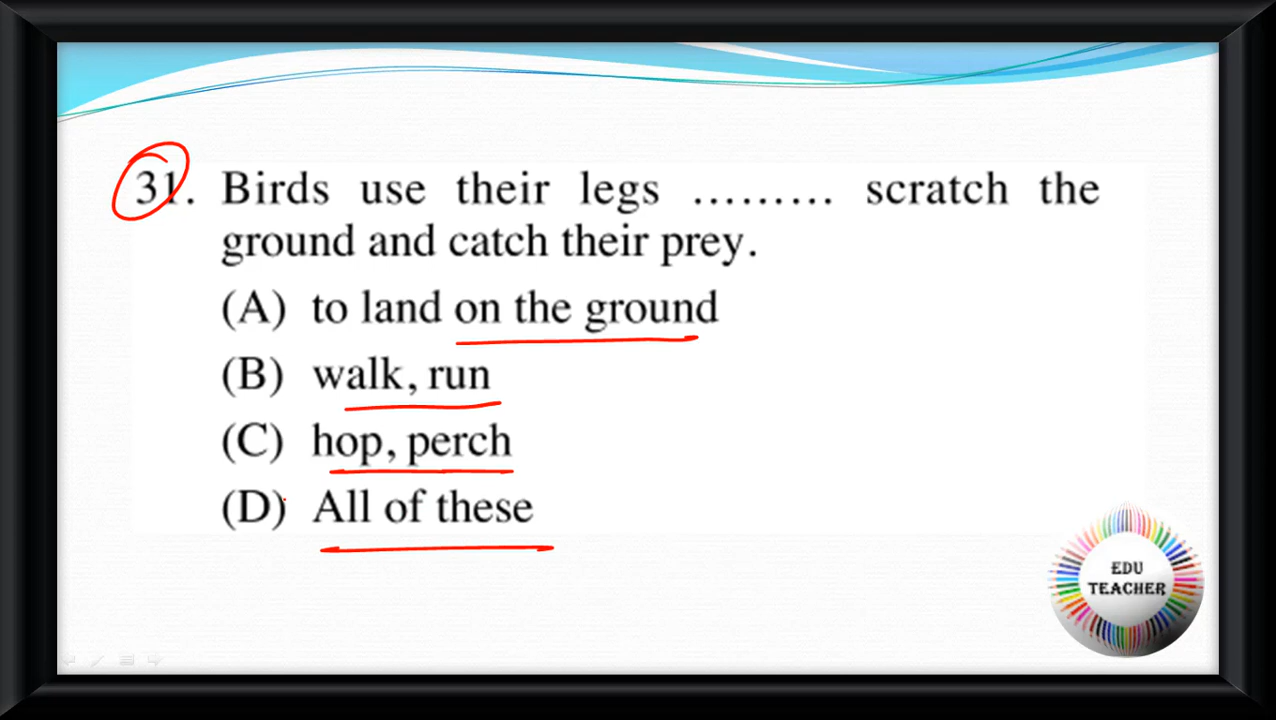 31. Birds use their legs ......... scratch the
ground and catch their prey.
(A) to land on the ground
(B) walk, run
(C) hop, perch
(D) All of these
EDU
TEACHER